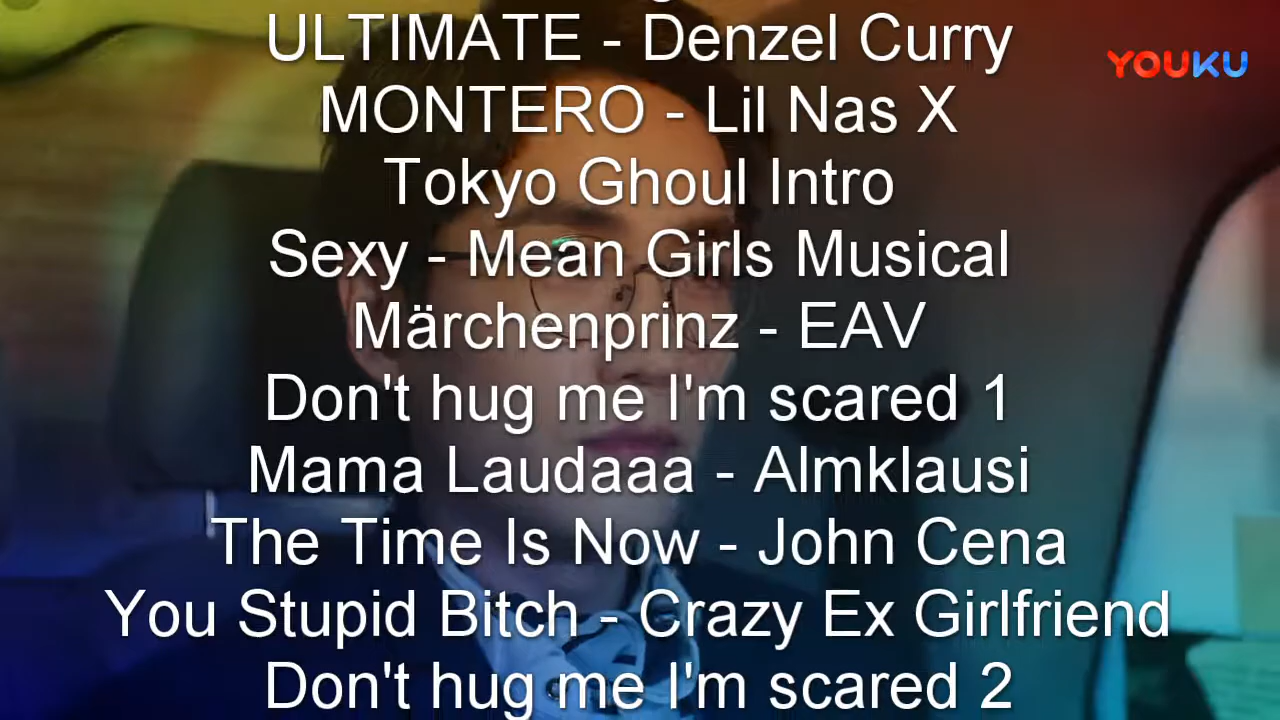 ULTIMATE - Denzel Curry
YOUKU
MONTERO - Lil Nas X
Tokyo Ghoul Intro
Sexy - Mean Girls Musical
Märchenprinz - EAV
Don't hug me I'm scared 1
Mama Laudaaa - Almklausi
The Time Is Now - John Cena
You Stupid Bitch - Crazy Ex Girlfriend
Don't hug me I'm scared 2